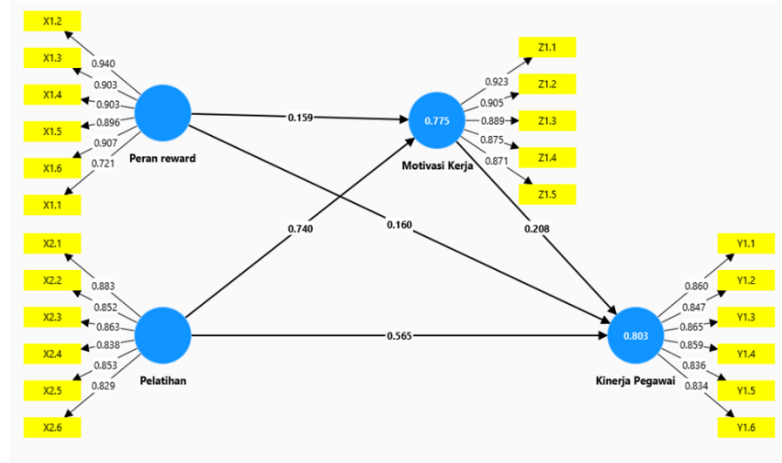 X1.2
X1.3
X1.4
X1.5
X1.6
X1.1
0.940
0.903
0.903
0.896
0.907
0.721
Peran reward
X2.1
X2.2
X2.3
X2.4
X2.5
X2.6
0.883
0.852
0.863
0.838
0.853
0.829
Pelatihan
0.159
0.740
0.160
0.565
0.775
Motivasi Kerja
0.923
0.905
0.889
0.875
0.871
Z1.1
Z1.2
Z1.3
Z1.4
Z1.5
0.208
0.803
Kinerja Pegawai
0.860
0.847
0.865
0.859
0.836
0.834
Y1.1
Y1.2
Y1.3
Y1.4
Y1.5
Y1.6